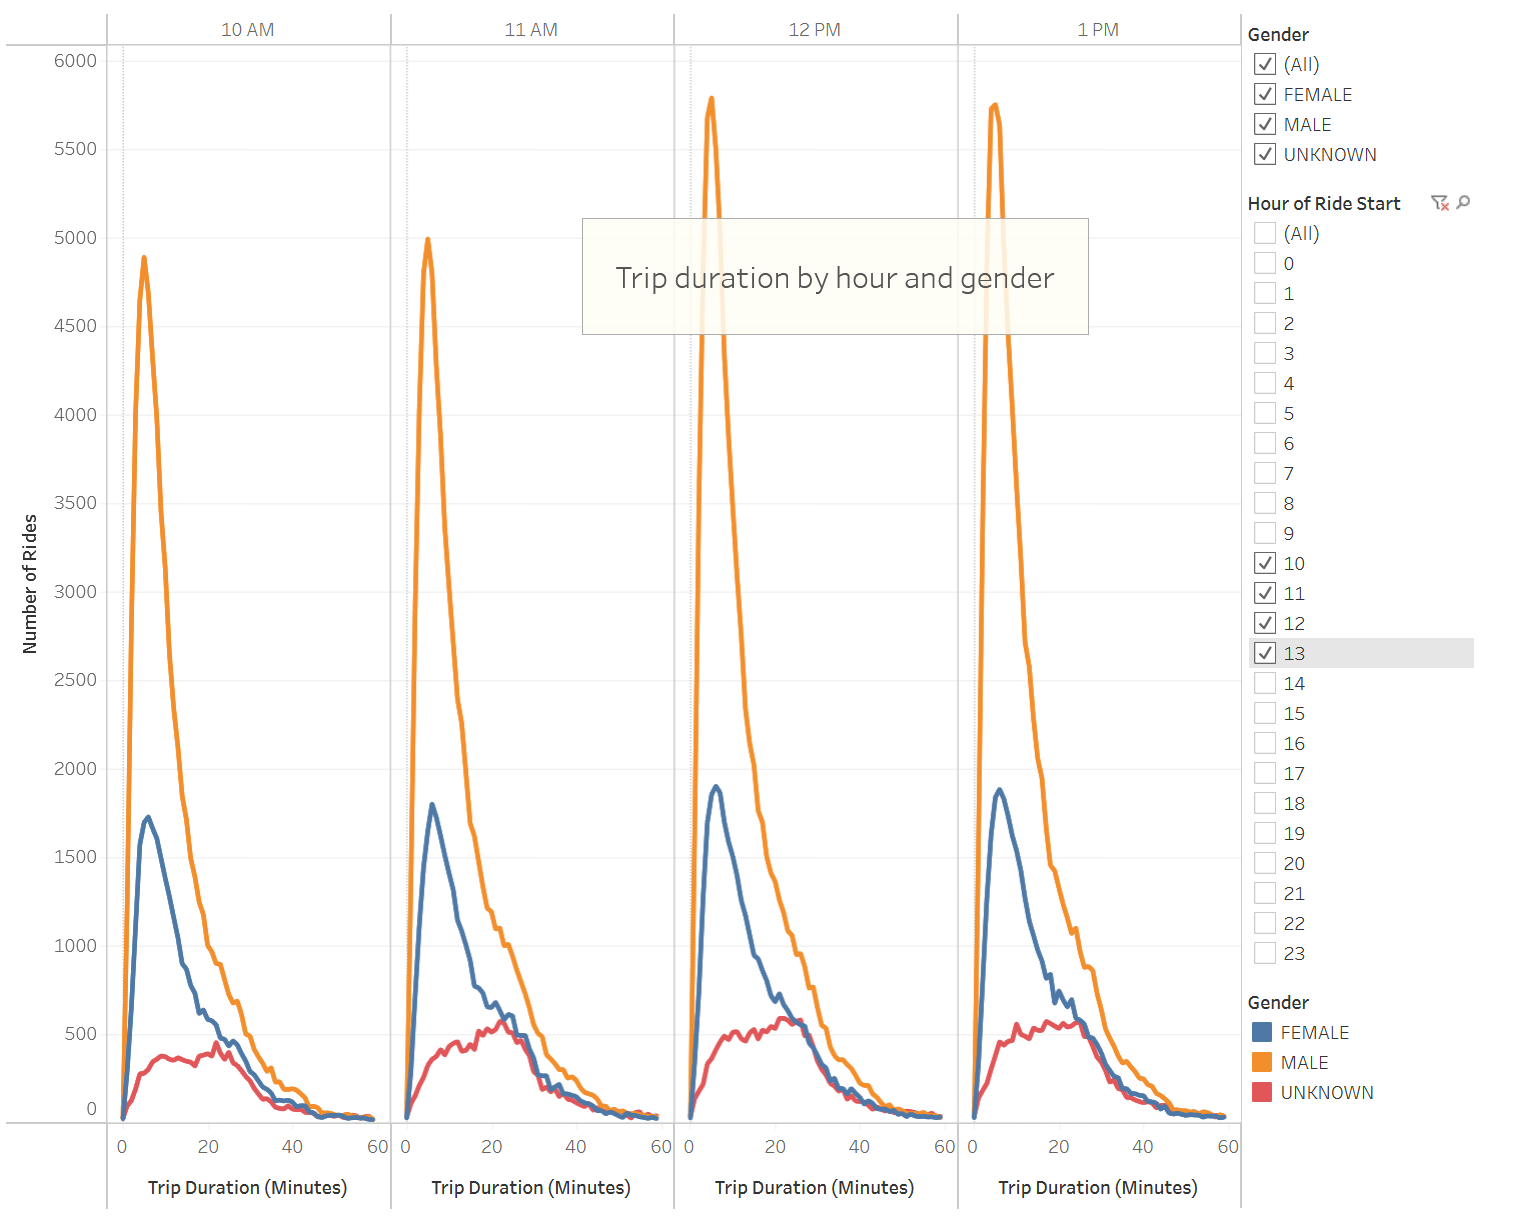 10 AM 11 AM 12 PM 1 PM
6000
5500
5000
4500
4000
3500
3000
2500
2000
1500
1000
500
0
Number of Rides
Trip duration by hour and gender
0 20 40 60 0 20 40 60 0 20 40 60 0 20 40 60
Trip Duration (Minutes) Trip Duration (Minutes) Trip Duration (Minutes) Trip Duration (Minutes)
Gender
(All)
FEMALE
MALE
UNKNOWN
Hour of Ride Start
(All)
0
1
2
3
4
5
6
7
8
9
10
11
12
13
14
15
16
17
18
19
20
21
22
23
Gender
FEMALE
MALE
UNKNOWN